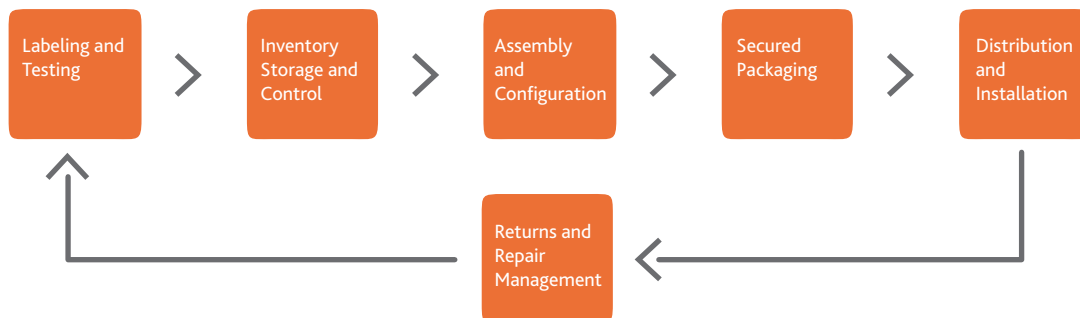 Labeling and
Testing
Inventory
Storage and
Control
Assembly
and
Configuration
Secured
Packaging
Distribution
and
Installation
Returns and
Repair
Management